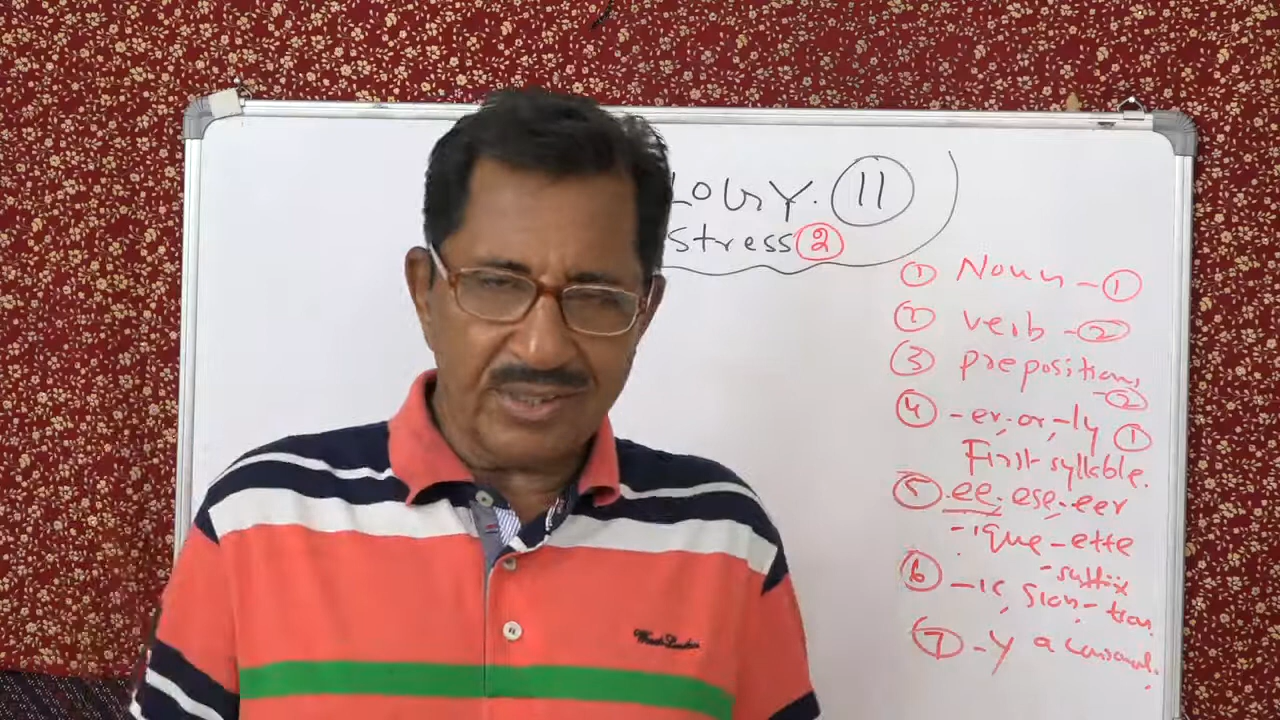 LOGY. 11
Stress 2
1 Noun - 1
2 verb - 2
3 prepositions
- 2
4 -er, or, -ly 1
First syllable.
5 ee, ese, -eer
-ique -ette
-suffix
6 -ic, sion, - tion
7 -y a consonant.